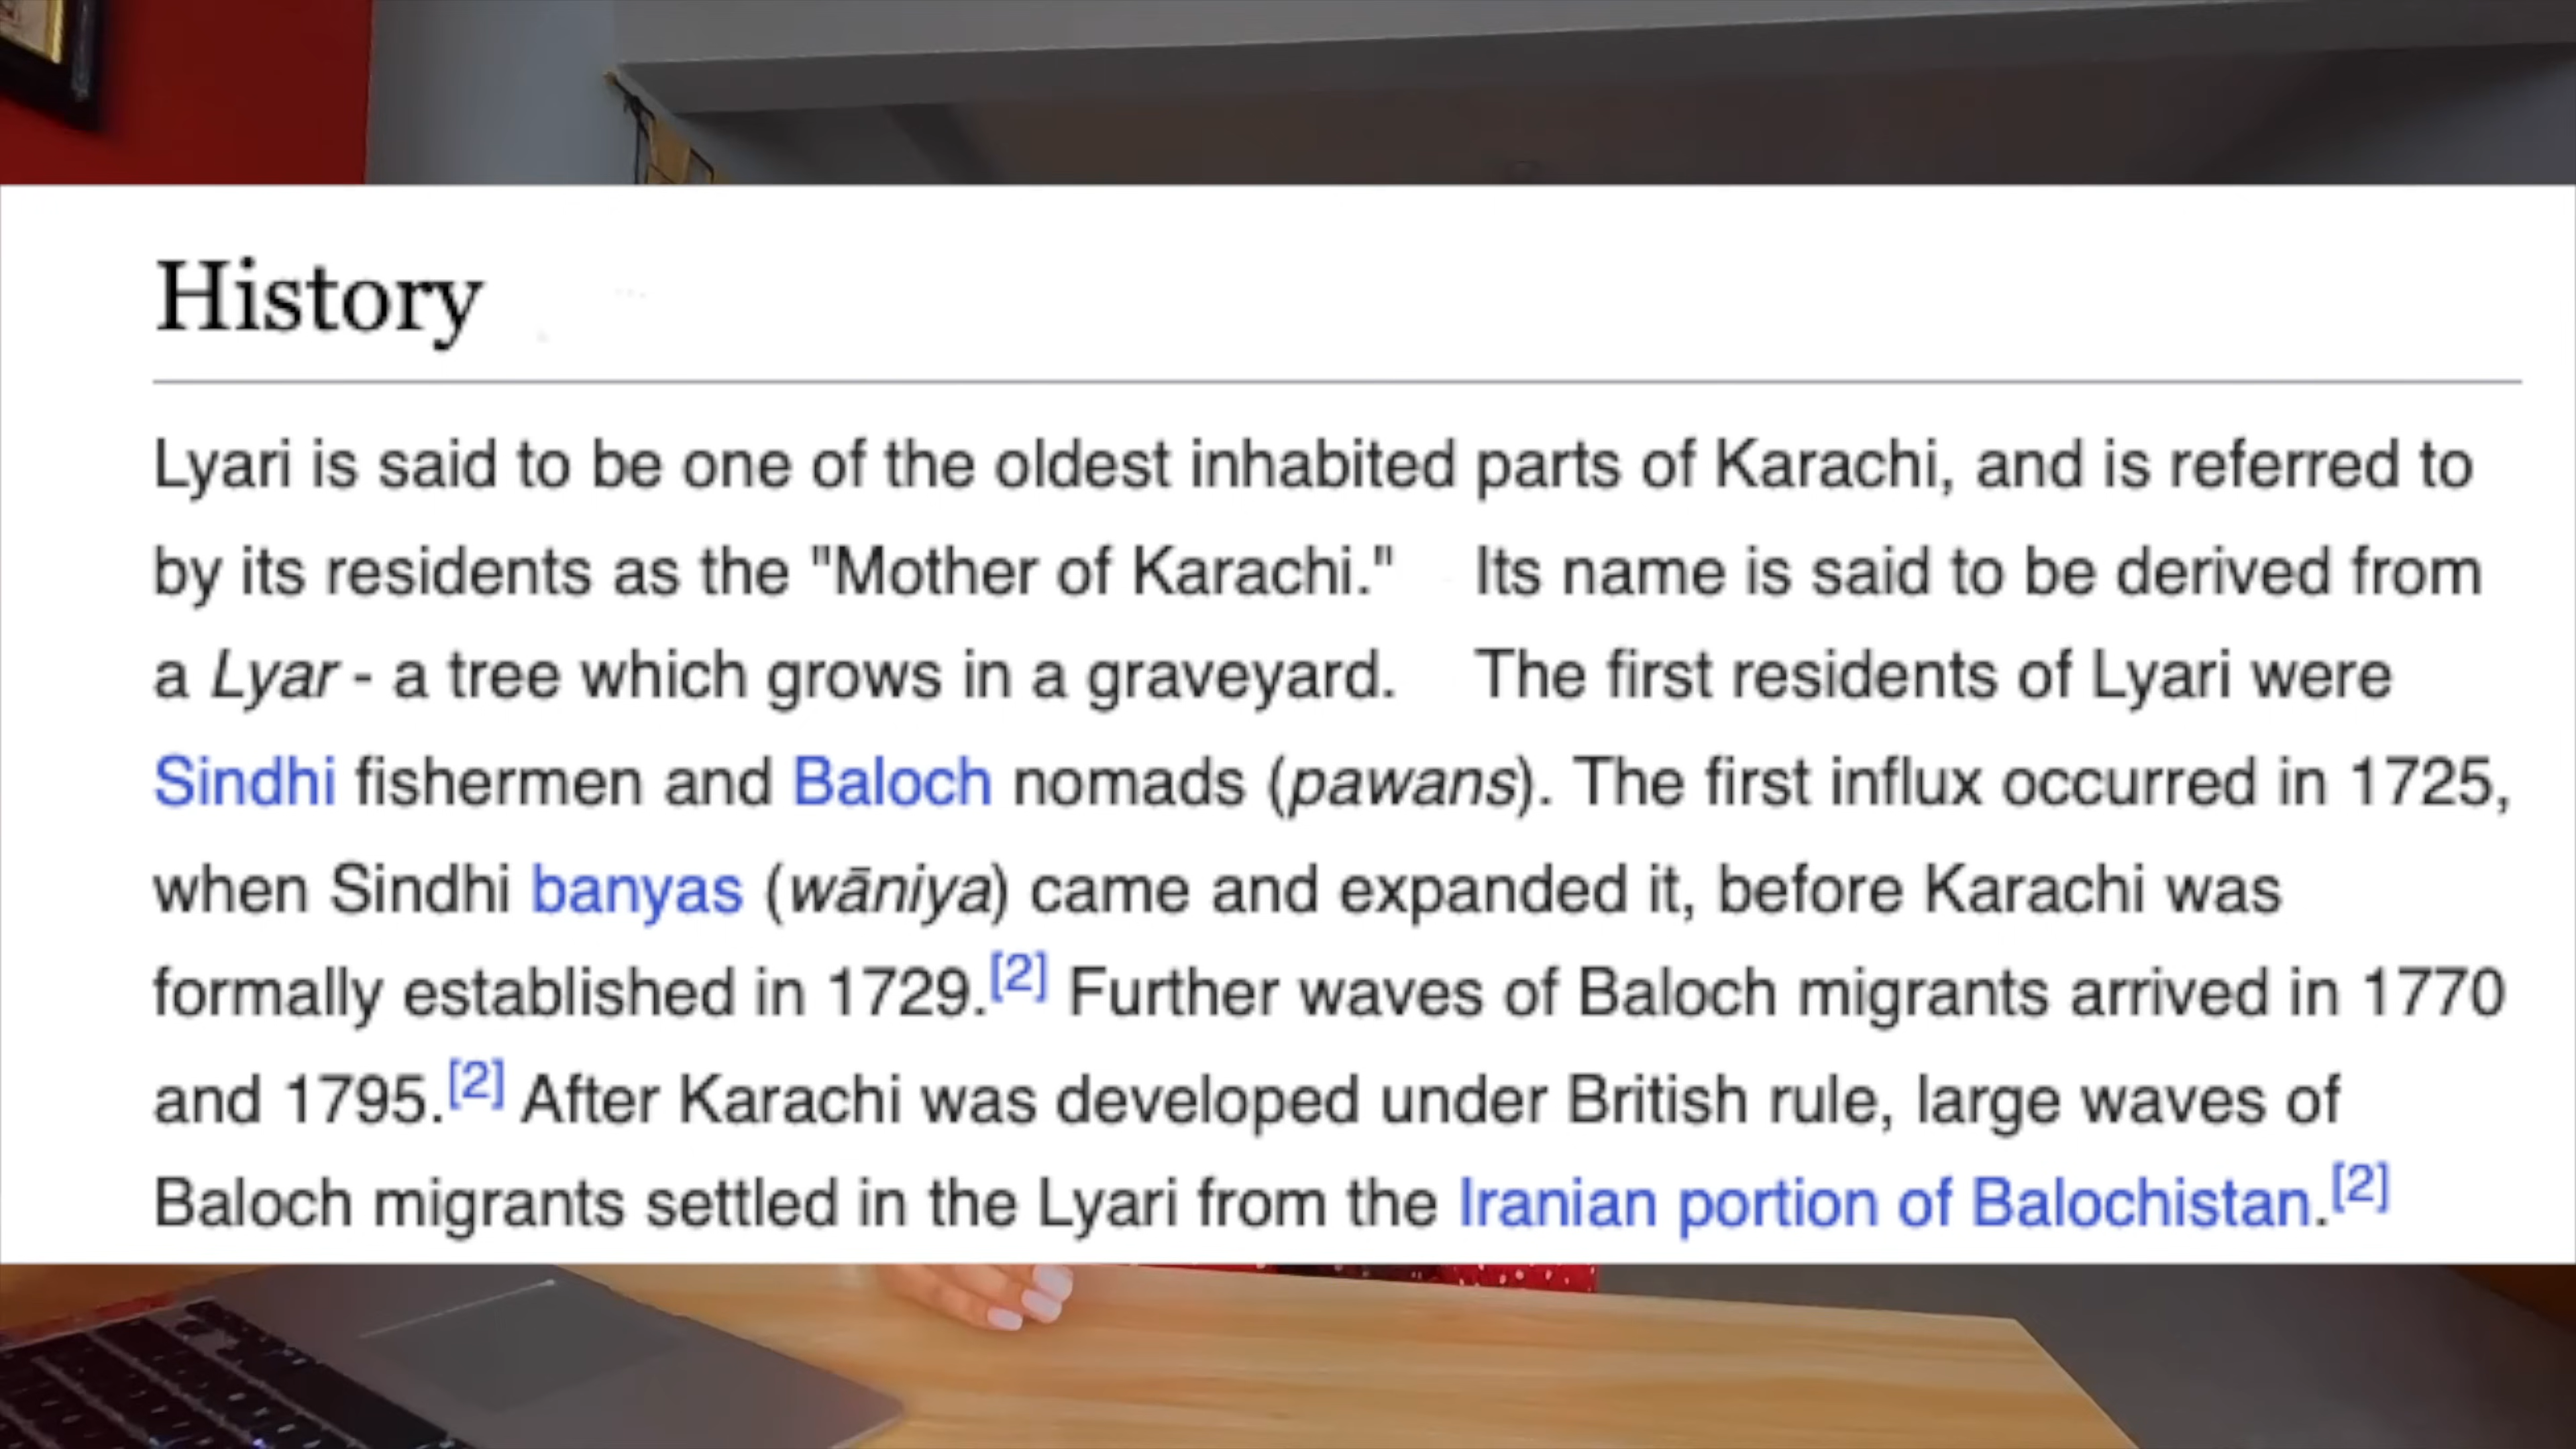 History
Lyari is said to be one of the oldest inhabited parts of Karachi, and is referred to
by its residents as the "Mother of Karachi." Its name is said to be derived from
a Lyar - a tree which grows in a graveyard. The first residents of Lyari were
Sindhi fishermen and Baloch nomads (pawans). The first influx occurred in 1725,
when Sindhi banyas (wāniya) came and expanded it, before Karachi was
formally established in 1729.[2] Further waves of Baloch migrants arrived in 1770
and 1795.[2] After Karachi was developed under British rule, large waves of
Baloch migrants settled in the Lyari from the Iranian portion of Balochistan.[2]